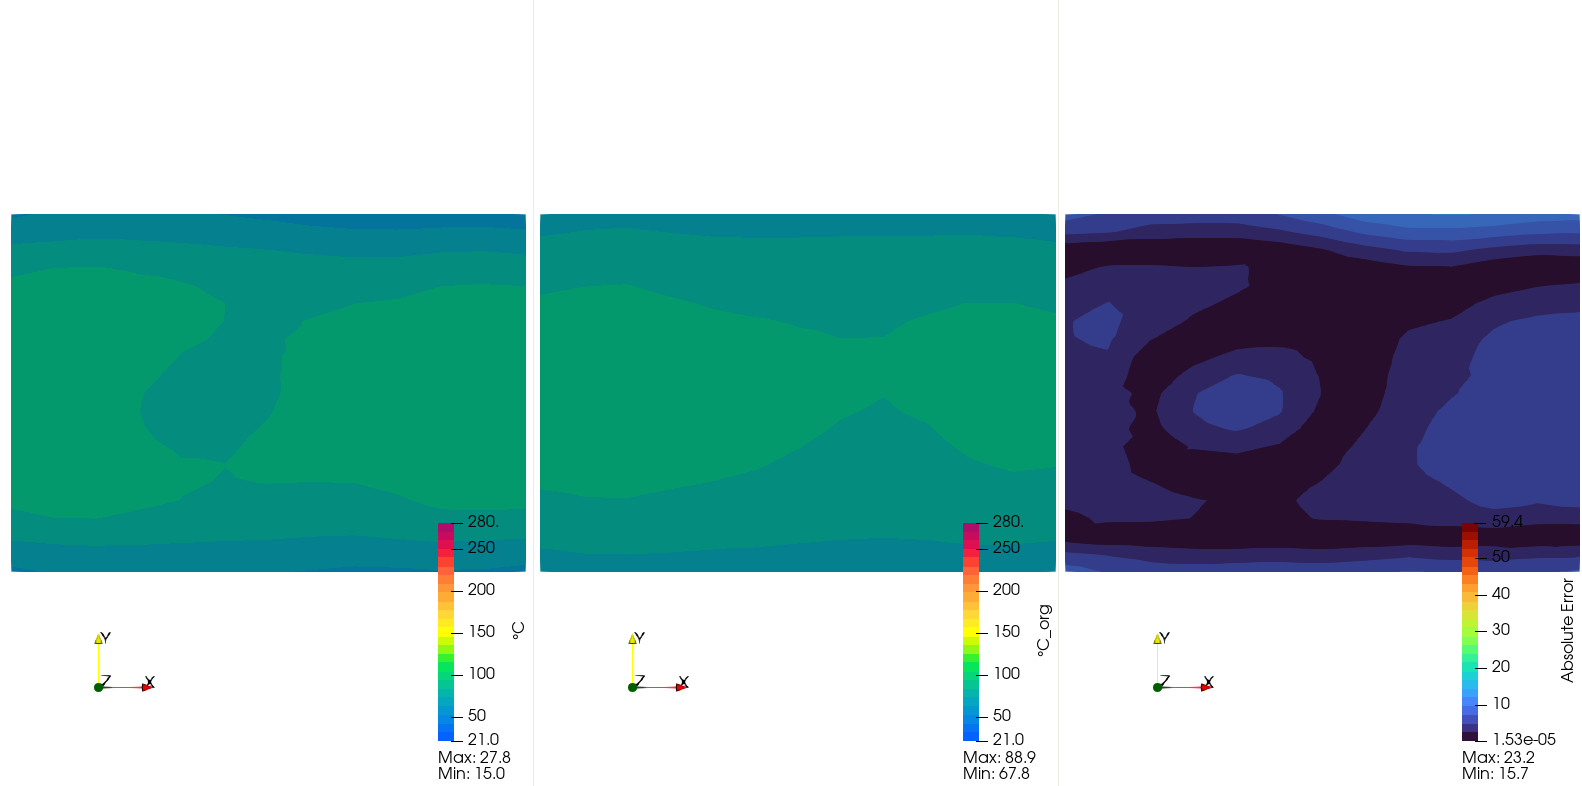 280.
250
200
150
100
50
21.0
°C
Max: 27.8
Min: 15.0
Y
Z
X
280.
250
200
150
100
50
21.0
°C_org
Max: 88.9
Min: 67.8
Y
Z
X
59.4
50
40
30
20
10
1.53e-05
Absolute Error
Max: 23.2
Min: 15.7
Y
Z
X